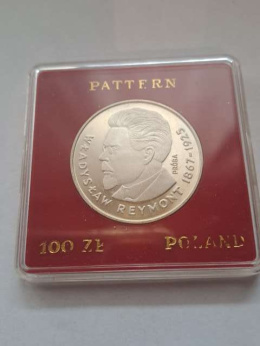 PATTERN
WŁADYSŁAW REYMONT 1867-1925
PRÓBA
100 ZŁ POLAND